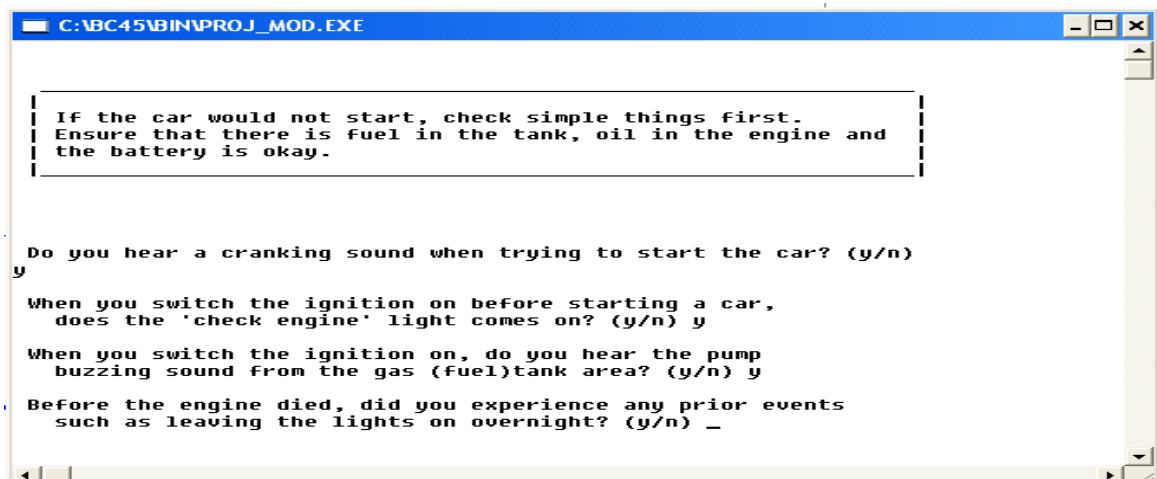 C:\BC45\BIN\PROJ_MOD.EXE
If the car would not start, check simple things first.
Ensure that there is fuel in the tank, oil in the engine and
the battery is okay.
Do you hear a cranking sound when trying to start the car? (y/n)
y
When you switch the ignition on before starting a car,
does the 'check engine' light comes on? (y/n) y
When you switch the ignition on, do you hear the pump
buzzing sound from the gas (fuel)tank area? (y/n) y
Before the engine died, did you experience any prior events
such as leaving the lights on overnight? (y/n) _